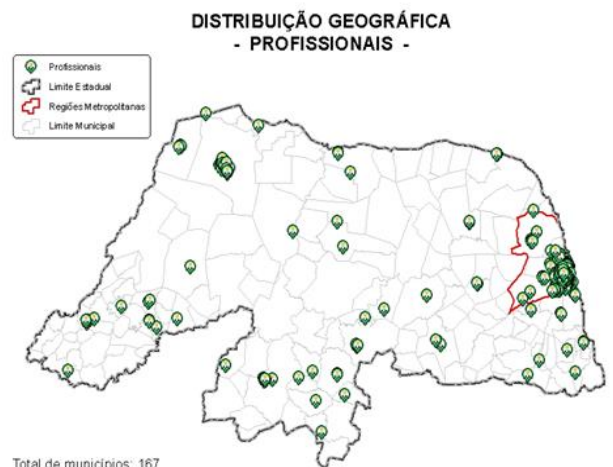 DISTRIBUIÇÃO GEOGRÁFICA
- PROFISSIONAIS -
Profissionais
Limite Estadual
Regiões Metropolitanas
Limite Municipal
Total de municípios: 167